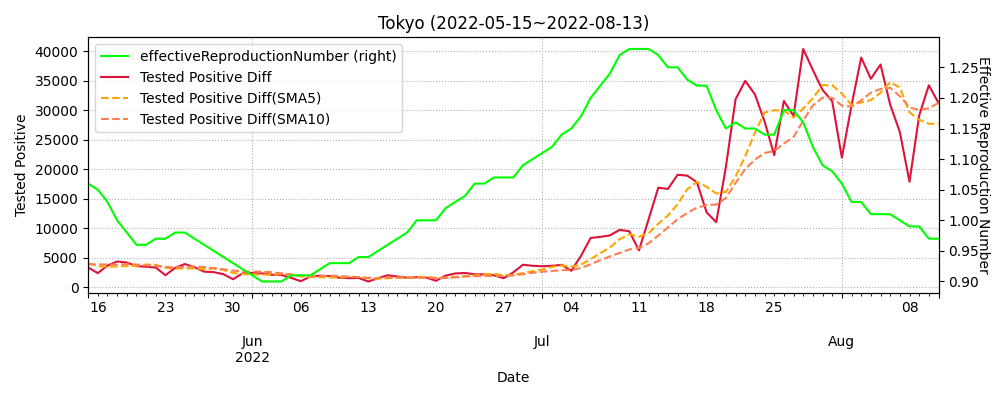 Tokyo (2022-05-15~2022-08-13)
effectiveReproductionNumber (right)
Tested Positive Diff
Tested Positive Diff(SMA5)
Tested Positive Diff(SMA10)
Tested Positive
40000
35000
30000
25000
20000
15000
10000
5000
0
Effective Reproduction Number
1.25
1.20
1.15
1.10
1.05
1.00
0.95
0.90
16 23 30 06 13 20 27 04 11 18 25 08
Jun Jul Aug
2022
Date